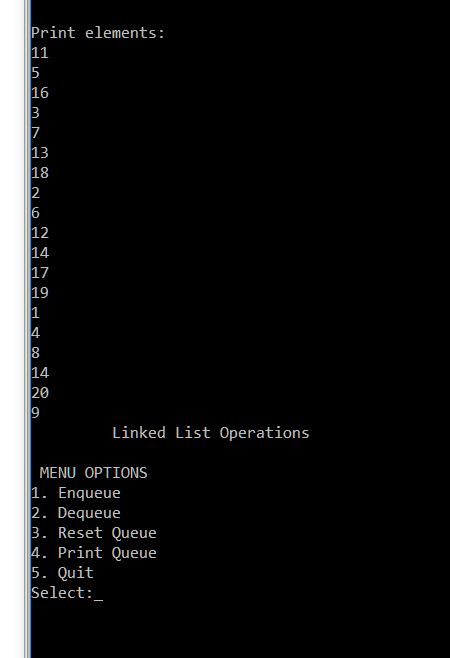 Print elements:
11
5
16
3
7
13
18
2
6
12
14
17
19
1
4
8
14
20
9
Linked List Operations
MENU OPTIONS
1. Enqueue
2. Dequeue
3. Reset Queue
4. Print Queue
5. Quit
Select:_